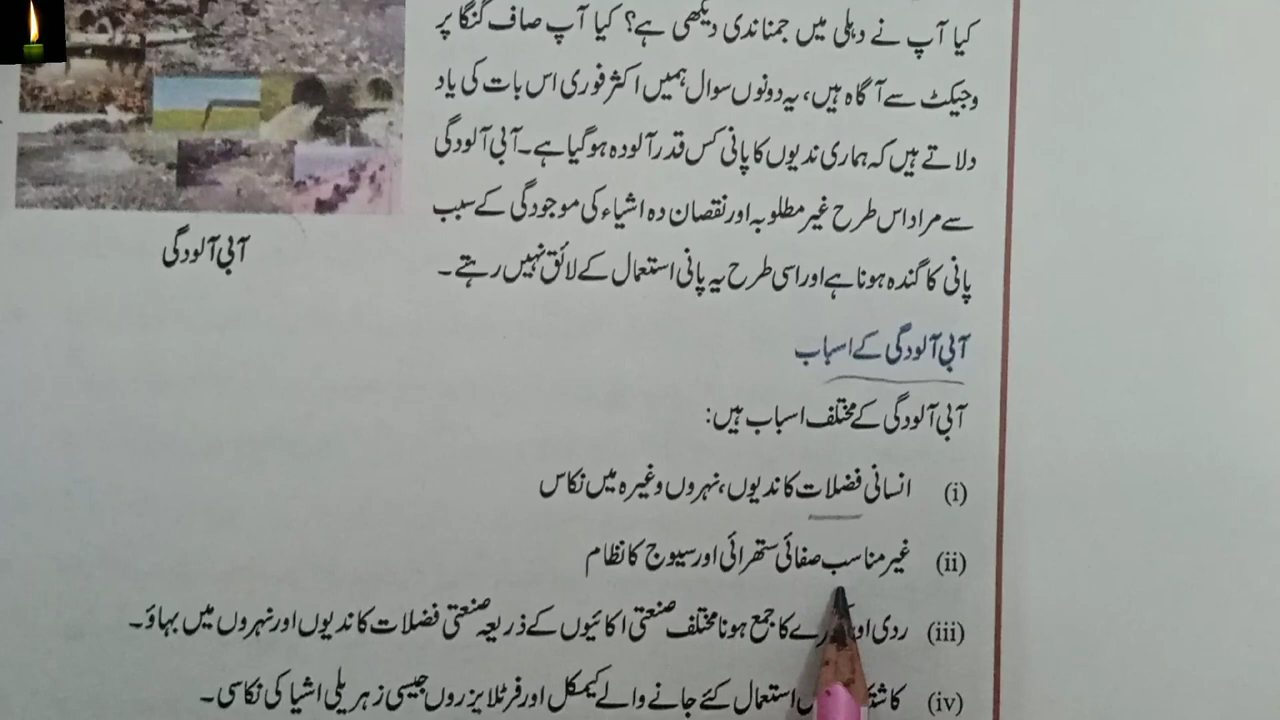 کیا آپ نے دہلی میں جمنا ندی دیکھی ہے؟ کیا آپ صاف گنگا پر
وجیکٹ سے آگاہ ہیں، یہ دونوں سوال ہمیں اکثر فوری اس بات کی یاد
دلاتے ہیں کہ ہماری ندیوں کا پانی کس قدر آلودہ ہو گیا ہے۔ آبی آلودگی
سے مراد اس طرح غیر مطلوبہ اور نقصان دہ اشیاء کی موجودگی کے سبب
پانی کا گندہ ہونا ہے اور اسی طرح یہ پانی استعمال کے لائق نہیں رہتے۔
آبی آلودگی
آبی آلودگی کے اسباب
آبی آلودگی کے مختلف اسباب ہیں:
(i) انسانی فضلات کا ندیوں، نہروں وغیرہ میں نکاس
(ii) غیر مناسب صفائی ستھرائی اور سیوج کا نظام
(iii) ردی کا جمع ہونا مختلف صنعتی اکائیوں کے ذریعہ صنعتی فضلات کا ندیوں اور نہروں میں بہاؤ۔
(iv) استعمال کئے جانے والے کیمکل اور فرٹلایزروں جیسی زہریلی اشیا کی نکاسی۔